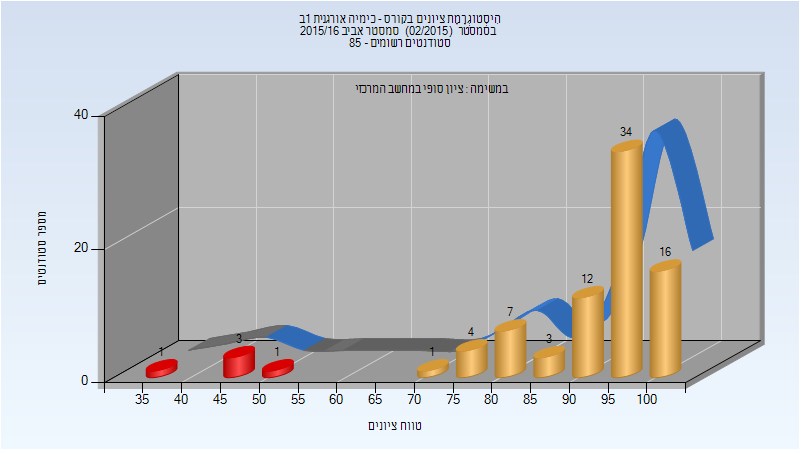 היסטוגרמת ציונים בקורס - כימיה אורגנית 1ב
בסמסטר (02/2015) סמסטר אביב 2015/16
סטודנטים רשומים - 85
במשימה : ציון סופי במחשב המרכזי
מספר סטודנטים
40
20
0
1
3
1
1
4
7
3
12
34
16
35 40 45 50 55 60 65 70 75 80 85 90 95 100
טווח ציונים